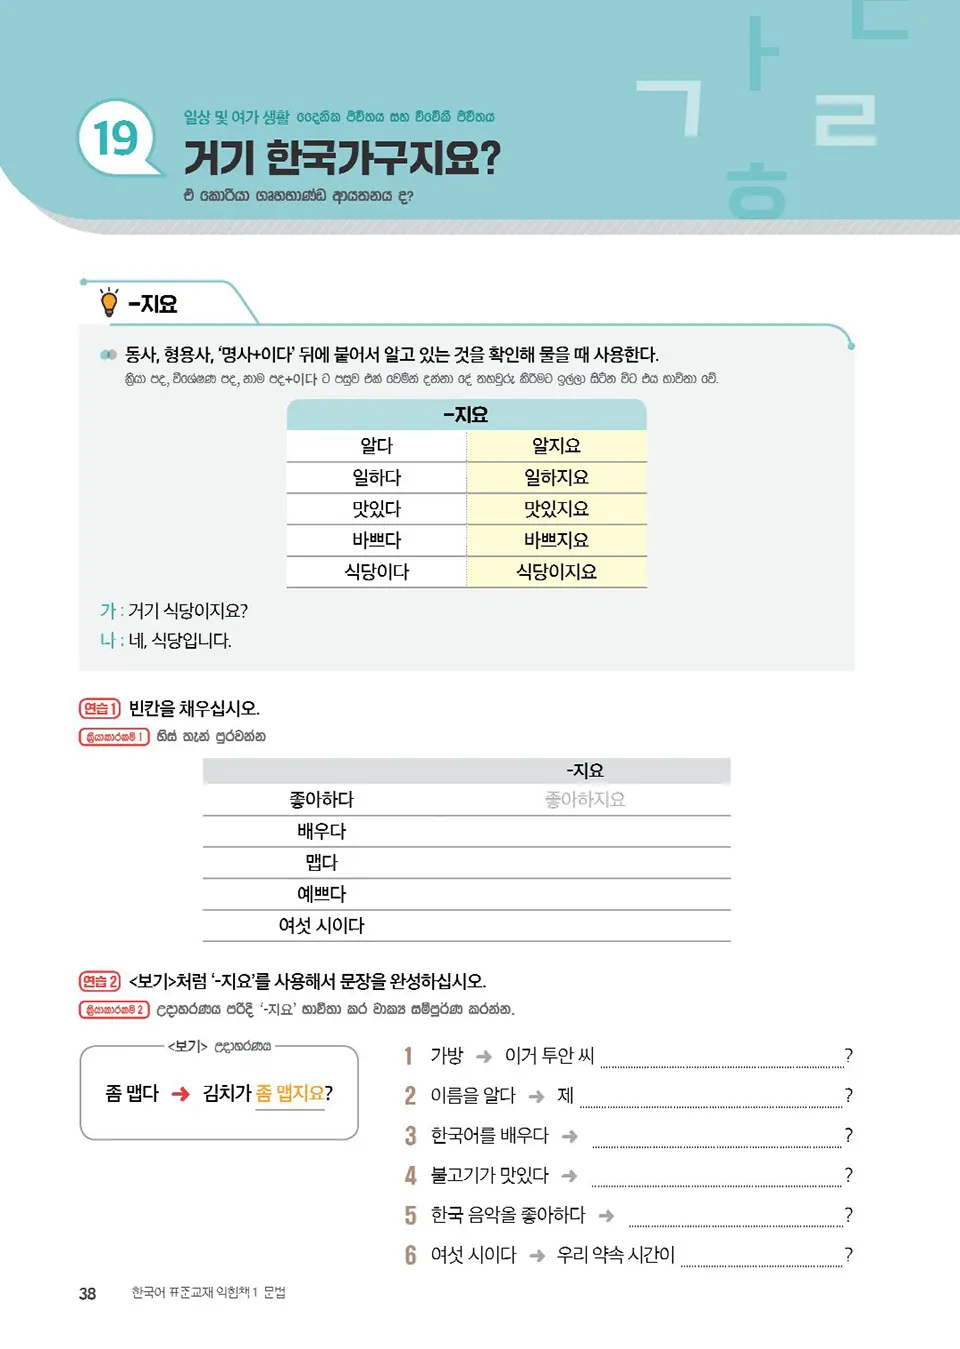 19
일상 및 여가 생활 දෛනික ජීවිතය සහ විවේකී ජීවිතය
거기 한국가구지요?
ඒ කොරියා ගෘහභාණ්ඩ ආයතනය ද?
ㄱ ㅏ ㄴ ㄹ ㅎ
-지요
동사, 형용사, ‘명사+이다’ 뒤에 붙어서 알고 있는 것을 확인해 물을 때 사용한다.
ක්‍රියා පද, විශේෂණ පද, නාම පද+이다 ට පසුව එක් වෙමින් දන්නා දේ තහවුරු කිරීමට ඉල්ලා සිටින විට එය භාවිතා වේ.
-지요
알다 알지요
일하다 일하지요
맛있다 맛있지요
바쁘다 바쁘지요
식당이다 식당이지요
가 : 거기 식당이지요?
나 : 네, 식당입니다.
연습 1 빈칸을 채우십시오.
ක්‍රියාකාරකම් 1 හිස් තැන් පුරවන්න
-지요
좋아하다 좋아하지요
배우다
맵다
예쁘다
여섯 시이다
연습 2 <보기>처럼 ‘-지요’를 사용해서 문장을 완성하십시오.
ක්‍රියාකාරකම් 2 උදාහරණය පරිදි ‘-지요’ භාවිතා කර වාක්‍ය සම්පූර්ණ කරන්න.
<보기> උදාහරණය
좀 맵다 ➜ 김치가 좀 맵지요?
1 가방 ➜ 이거 투안 씨 ?
2 이름을 알다 ➜ 제 ?
3 한국어를 배우다 ➜ ?
4 불고기가 맛있다 ➜ ?
5 한국 음악을 좋아하다 ➜ ?
6 여섯 시이다 ➜ 우리 약속 시간이 ?
38 한국어 표준교재 익힘책 1 문법